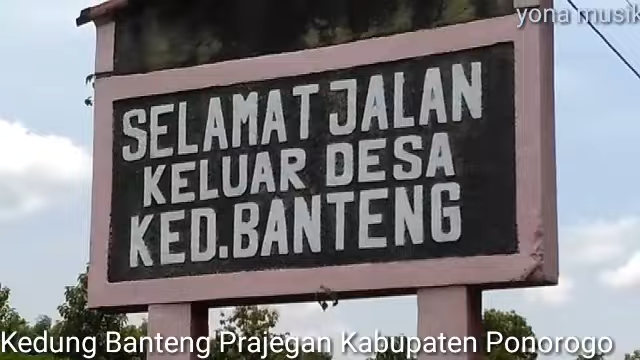 yona musik
SELAMAT JALAN
KELUAR DESA
KED.BANTENG
Kedung Banteng Prajegan Kabupaten Ponorogo